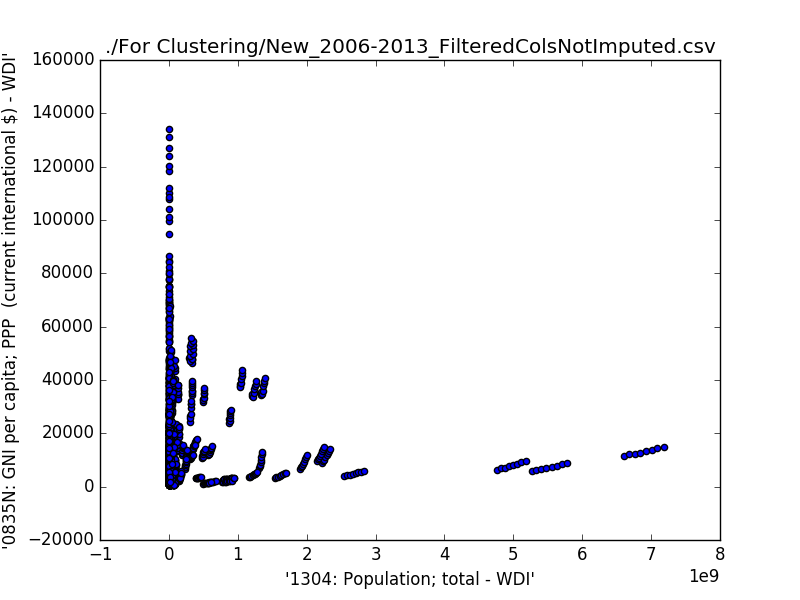 ./For Clustering/New_2006-2013_FilteredColsNotImputed.csv
160000
140000
120000
100000
80000
60000
40000
20000
0
−20000
'0835N: GNI per capita; PPP  (current international $) - WDI'
−1 0 1 2 3 4 5 6 7 8
1e9
'1304: Population; total - WDI'